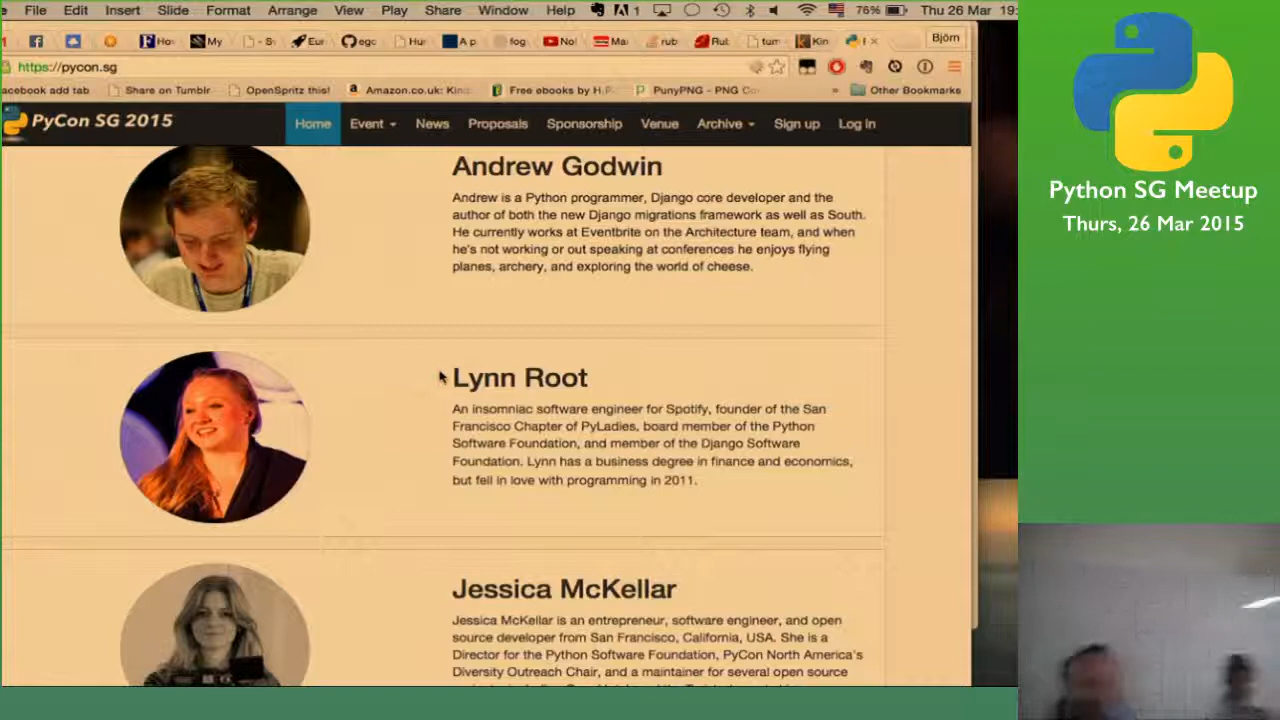 File Edit Insert Slide Format Arrange View Play Share Window Help 1 76% Thu 26 Mar 19:
Björn
https://pycon.sg
acebook add tab Share on Tumblr OpenSpritz this! Amazon.co.uk: Free ebooks by PunyPNG - PNG Other Bookmarks
PyCon SG 2015 Home Event News Proposals Sponsorship Venue Archive Sign up Log in
Andrew Godwin
Andrew is a Python programmer, Django core developer and the
author of both the new Django migrations framework as well as South.
He currently works at Eventbrite on the Architecture team, and when
he's not working or out speaking at conferences he enjoys flying
planes, archery, and exploring the world of cheese.
Lynn Root
An insomniac software engineer for Spotify, founder of the San
Francisco Chapter of PyLadies, board member of the Python
Software Foundation, and member of the Django Software
Foundation. Lynn has a business degree in finance and economics,
but fell in love with programming in 2011.
Jessica McKellar
Jessica McKellar is an entrepreneur, software engineer, and open
source developer from San Francisco, California, USA. She is a
Director for the Python Software Foundation, PyCon North America's
Diversity Outreach Chair, and a maintainer for several open source
Python SG Meetup
Thurs, 26 Mar 2015